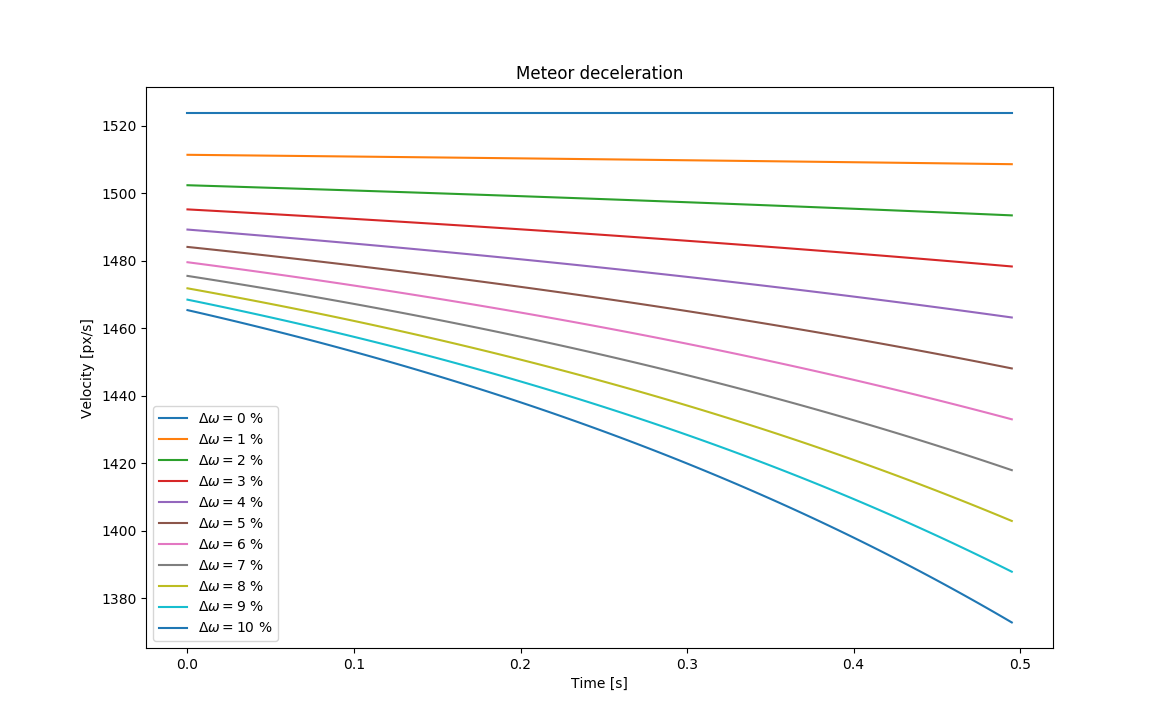 Meteor deceleration
Velocity [px/s]
1520
1500
1480
1460
1440
1420
1400
1380
Δω = 0 %
Δω = 1 %
Δω = 2 %
Δω = 3 %
Δω = 4 %
Δω = 5 %
Δω = 6 %
Δω = 7 %
Δω = 8 %
Δω = 9 %
Δω = 10 %
0.0 0.1 0.2 0.3 0.4 0.5
Time [s]